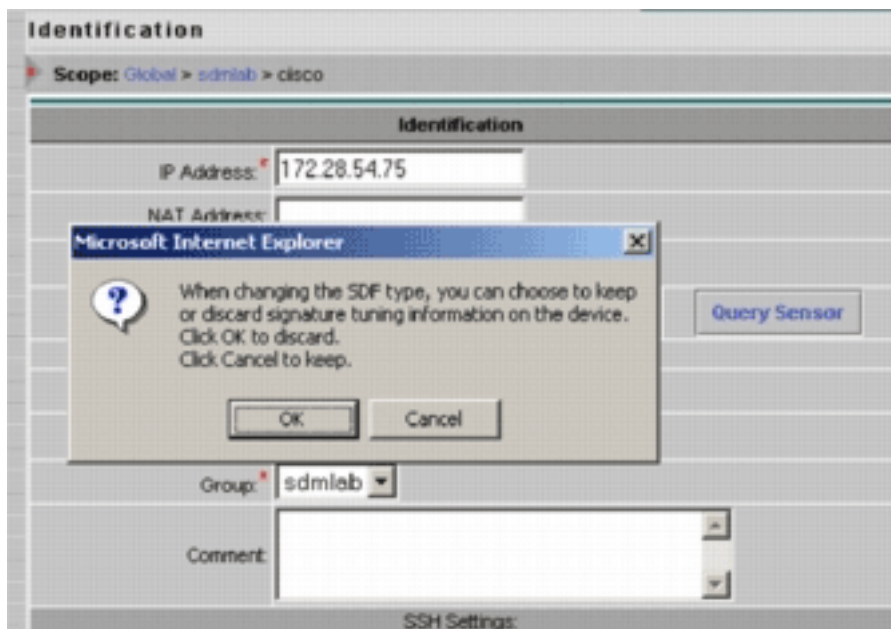 Identification
Scope: Global > sdmlab > cisco
Identification
IP Address:* 172.28.54.75
NAT Address:
Microsoft Internet Explorer
When changing the SDF type, you can choose to keep
or discard signature tuning information on the device.
Click OK to discard.
Click Cancel to keep.
OK Cancel
Query Sensor
Group:* sdmlab
Comment:
SSH Settings: